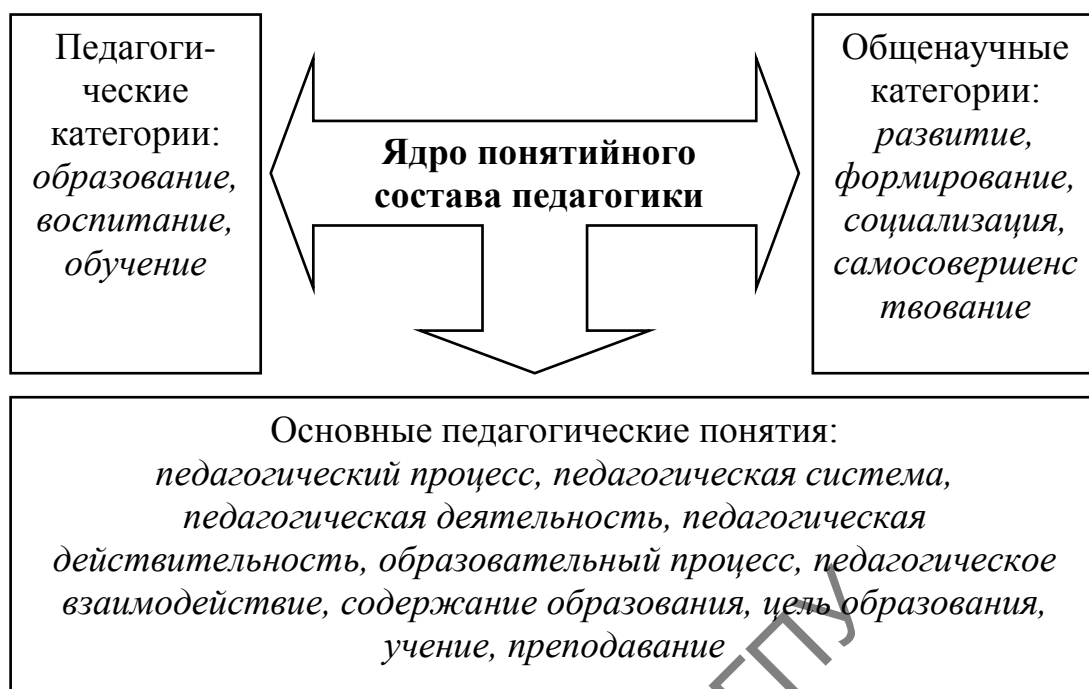 Педагоги-
ческие
категории:
образование,
воспитание,
обучение
Ядро понятийного
состава педагогики
Общенаучные
категории:
развитие,
формирование,
социализация,
самосовершенс
твование
Основные педагогические понятия:
педагогический процесс, педагогическая система,
педагогическая деятельность, педагогическая
действительность, образовательный процесс, педагогическое
взаимодействие, содержание образования, цель образования,
учение, преподавание